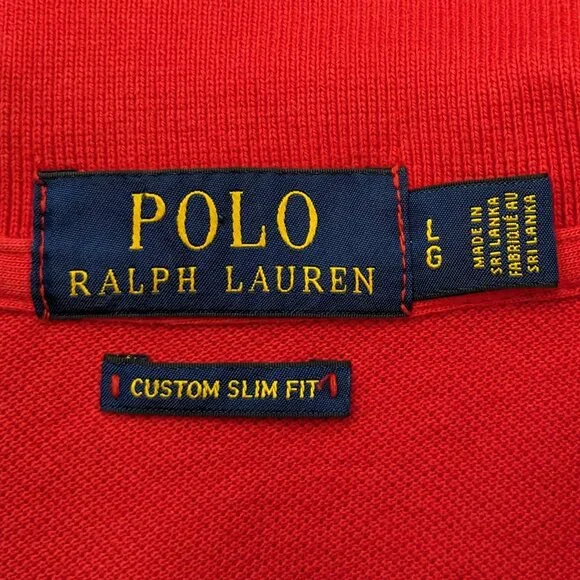 POLO
RALPH LAUREN
L
G
MADE IN
SRI LANKA
FABRIQUÉ AU
SRI LANKA
CUSTOM SLIM FIT